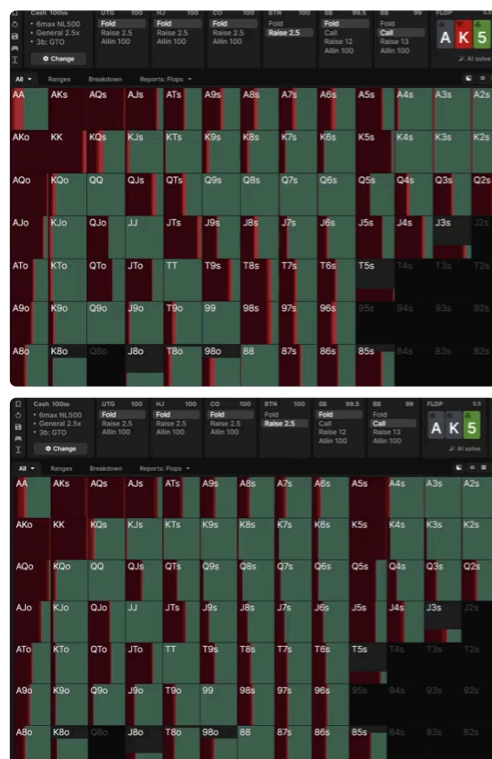 Cash 100BB UTG 100 HJ 100 CO 100 BTN 100 SB 100 BB 99 FLOP 5.5
6max NL500 Fold Fold Fold Fold Fold Fold
General 2.5x Raise 2.5 Raise 2.5 Raise 2.5 Raise 2.5 Call Call A K 5
3b: GTO Allin 100 Allin 100 Allin 100 Raise 12 Raise 13
Change Allin 100 Allin 100 AI solve
All Ranges Breakdown Reports: Flops
AA AKs AQs AJs ATs A9s A8s A7s A6s A5s A4s A3s A2s
AKo KK KQs KJs KTs K9s K8s K7s K6s K5s K4s K3s K2s
AQo KQo QQ QJs QTs Q9s Q8s Q7s Q6s Q5s Q4s Q3s Q2s
AJo KJo QJo JJ JTs J9s J8s J7s J6s J5s J4s J3s J2s
ATo KTo QTo JTo TT T9s T8s T7s T6s T5s T4s T3s T2s
A9o K9o Q9o J9o T9o 99 98s 97s 96s 95s 94s 93s 92s
A8o K8o Q8o J8o T8o 98o 88 87s 86s 85s 84s 83s 82s
Cash 100BB UTG 100 HJ 100 CO 100 BTN 100 SB 100 BB 99 FLOP 5.5
6max NL500 Fold Fold Fold Fold Fold Fold
General 2.5x Raise 2.5 Raise 2.5 Raise 2.5 Raise 2.5 Call Call A K 5
3b: GTO Allin 100 Allin 100 Allin 100 Raise 12 Raise 13
Change Allin 100 Allin 100 AI solve
All Ranges Breakdown Reports: Flops
AA AKs AQs AJs ATs A9s A8s A7s A6s A5s A4s A3s A2s
AKo KK KQs KJs KTs K9s K8s K7s K6s K5s K4s K3s K2s
AQo KQo QQ QJs QTs Q9s Q8s Q7s Q6s Q5s Q4s Q3s Q2s
AJo KJo QJo JJ JTs J9s J8s J7s J6s J5s J4s J3s J2s
ATo KTo QTo JTo TT T9s T8s T7s T6s T5s T4s T3s T2s
A9o K9o Q9o J9o T9o 99 98s 97s 96s 95s 94s 93s 92s
A8o K8o Q8o J8o T8o 98o 88 87s 86s 85s 84s 83s 82s